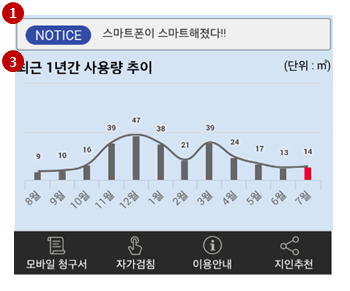 1
NOTICE 스마트폰이 스마트해졌다!!
3
최근 1년간 사용량 추이 (단위 : ㎥)
9 10 16 39 47 38 21 39 24 17 13 14
8월 9월 10월 11월 12월 1월 2월 3월 4월 5월 6월 7월
모바일 청구서 자가검침 이용안내 지인추천